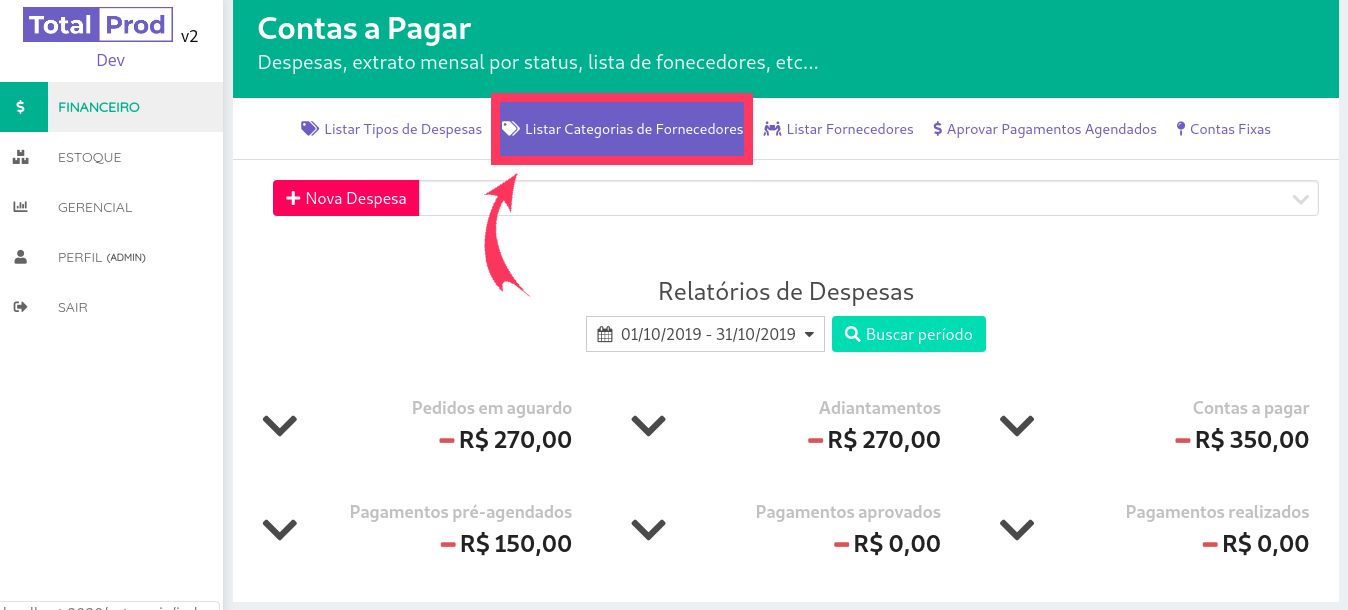 Total Prod v2
Dev
FINANCEIRO
ESTOQUE
GERENCIAL
PERFIL (ADMIN)
SAIR
Contas a Pagar
Despesas, extrato mensal por status, lista de fonecedores, etc...
Listar Tipos de Despesas Listar Categorias de Fornecedores Listar Fornecedores $ Aprovar Pagamentos Agendados Contas Fixas
+ Nova Despesa
Relatórios de Despesas
01/10/2019 - 31/10/2019 Buscar período
Pedidos em aguardo Adiantamentos Contas a pagar
− R$ 270,00 − R$ 270,00 − R$ 350,00
Pagamentos pré-agendados Pagamentos aprovados Pagamentos realizados
− R$ 150,00 − R$ 0,00 − R$ 0,00